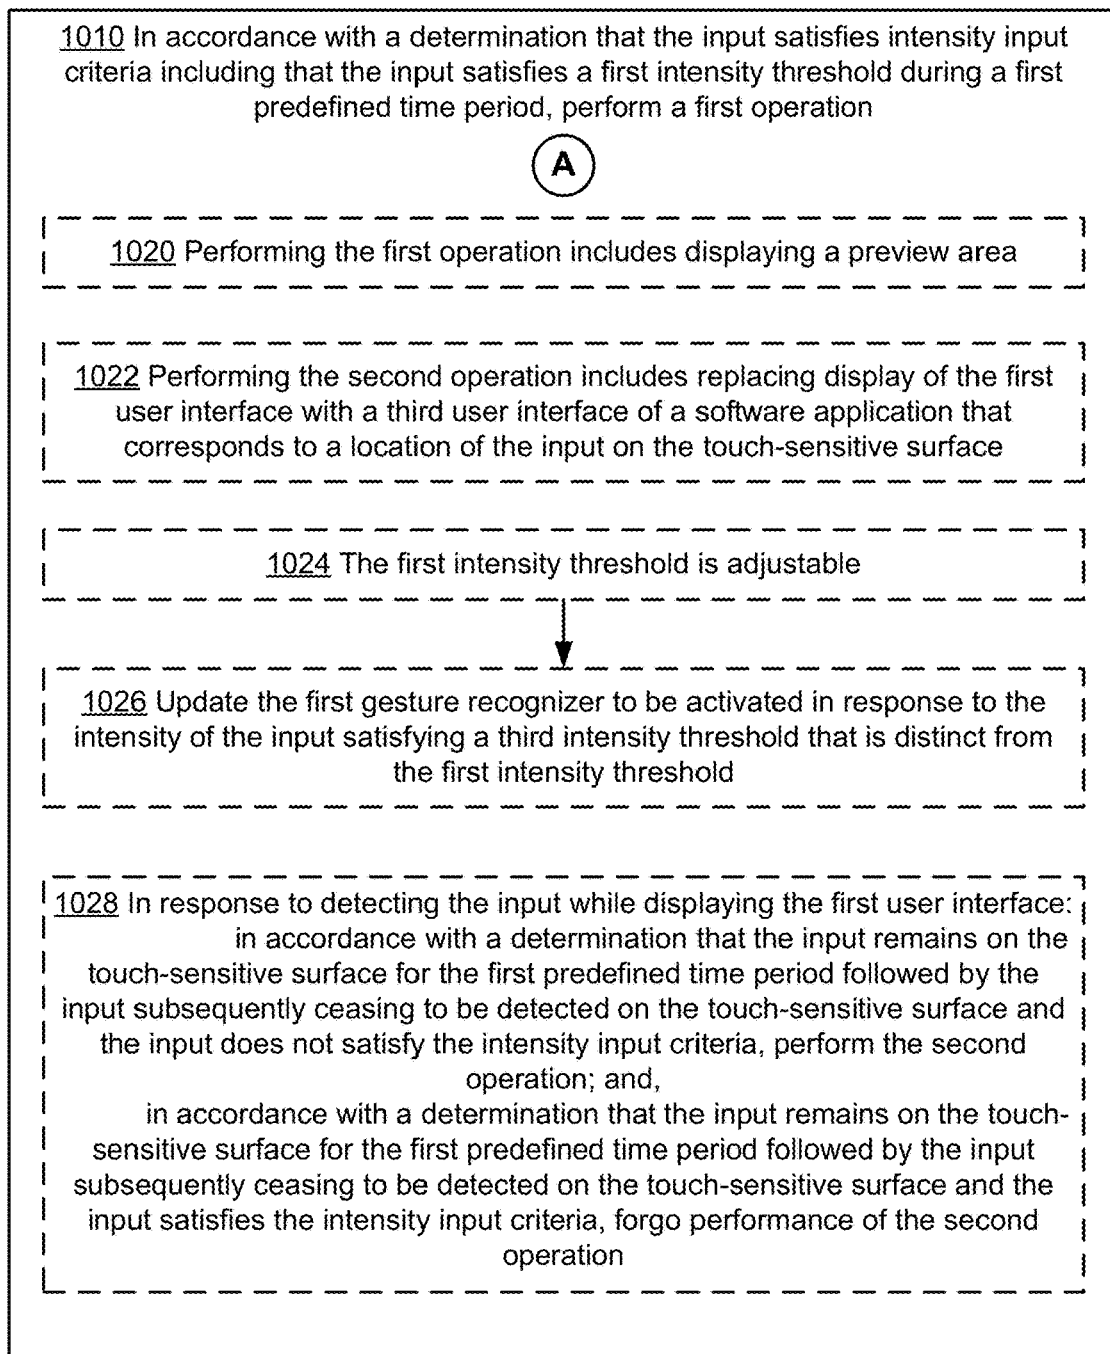 1010 In accordance with a determination that the input satisfies intensity input
criteria including that the input satisfies a first intensity threshold during a first
predefined time period, perform a first operation
A
1020 Performing the first operation includes displaying a preview area
1022 Performing the second operation includes replacing display of the first
user interface with a third user interface of a software application that
corresponds to a location of the input on the touch-sensitive surface
1024 The first intensity threshold is adjustable
1026 Update the first gesture recognizer to be activated in response to the
intensity of the input satisfying a third intensity threshold that is distinct from
the first intensity threshold
1028 In response to detecting the input while displaying the first user interface:
in accordance with a determination that the input remains on the
touch-sensitive surface for the first predefined time period followed by the
input subsequently ceasing to be detected on the touch-sensitive surface and
the input does not satisfy the intensity input criteria, perform the second
operation; and,
in accordance with a determination that the input remains on the touch-
sensitive surface for the first predefined time period followed by the input
subsequently ceasing to be detected on the touch-sensitive surface and the
input satisfies the intensity input criteria, forgo performance of the second
operation